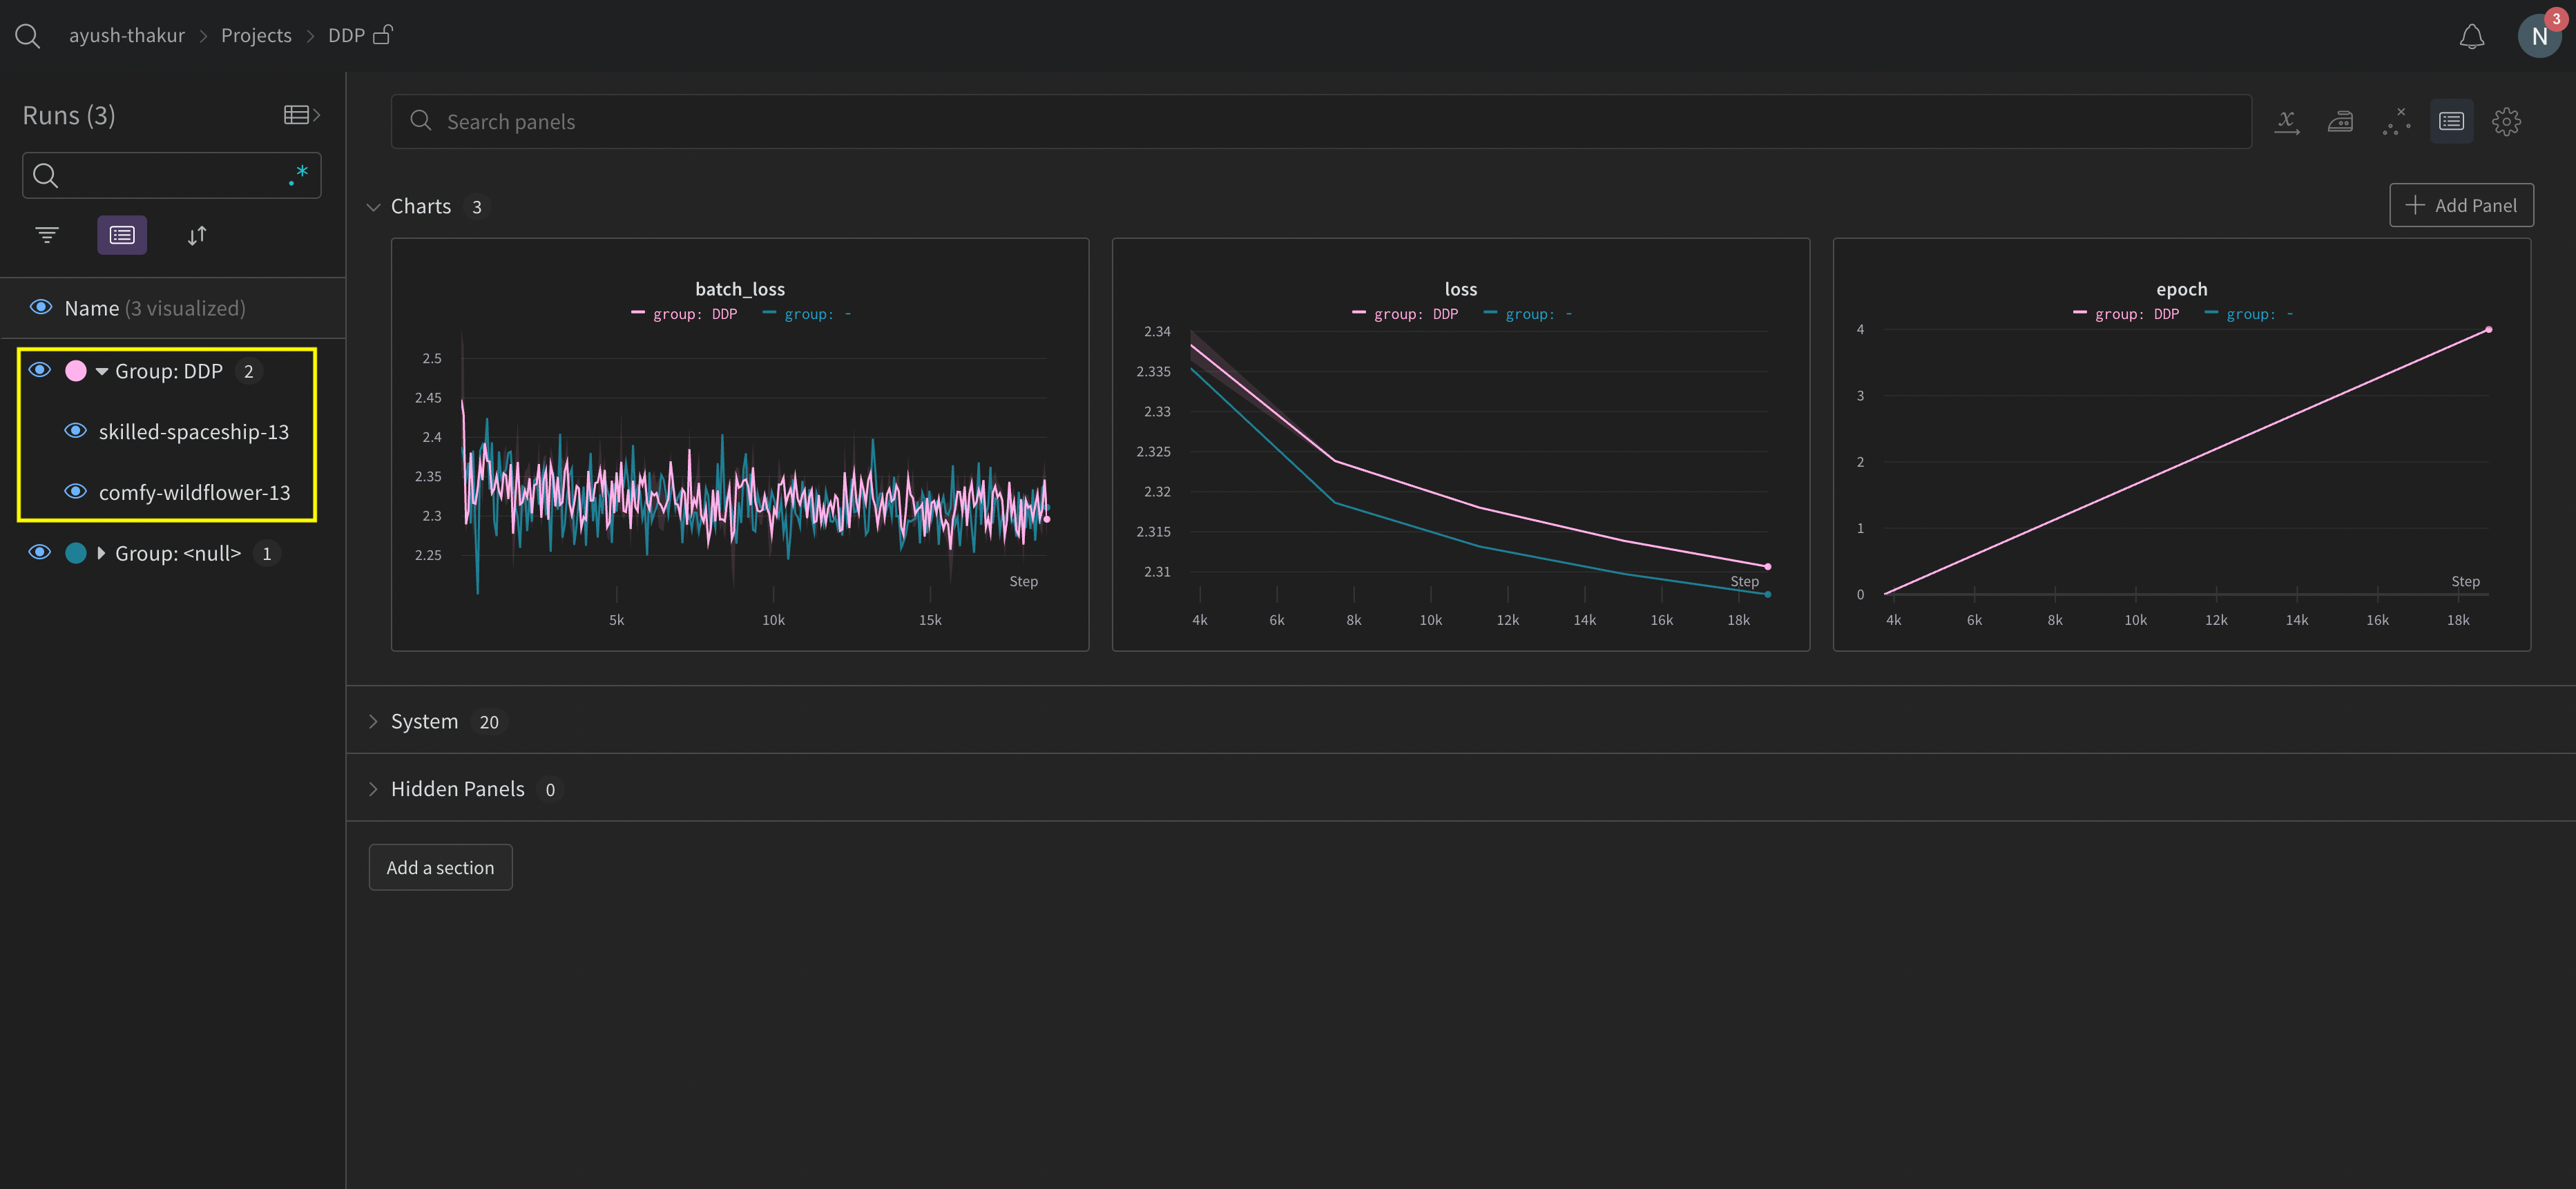 ayush-thakur > Projects > DDP
N
3
Runs (3)
.*
Name (3 visualized)
Group: DDP 2
skilled-spaceship-13
comfy-wildflower-13
Group: <null> 1
Search panels
Charts 3
Add Panel
batch_loss
group: DDP group: -
2.5
2.45
2.4
2.35
2.3
2.25
Step
5k 10k 15k
loss
group: DDP group: -
2.34
2.335
2.33
2.325
2.32
2.315
2.31
Step
4k 6k 8k 10k 12k 14k 16k 18k
epoch
group: DDP group: -
4
3
2
1
0
Step
4k 6k 8k 10k 12k 14k 16k 18k
System 20
Hidden Panels 0
Add a section